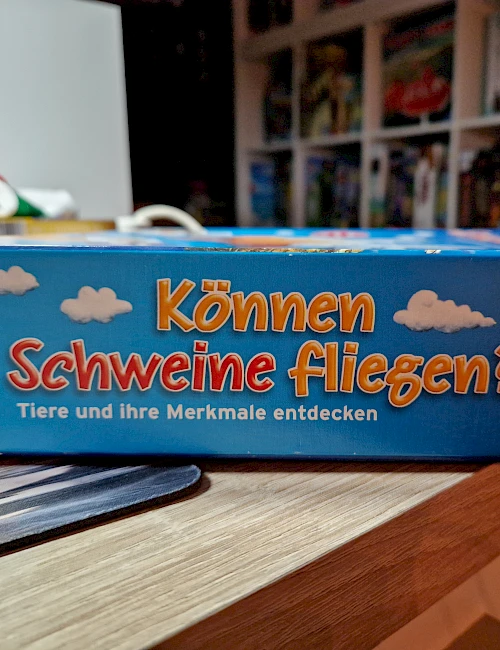 Können
Schweine fliegen?
Tiere und ihre Merkmale entdecken